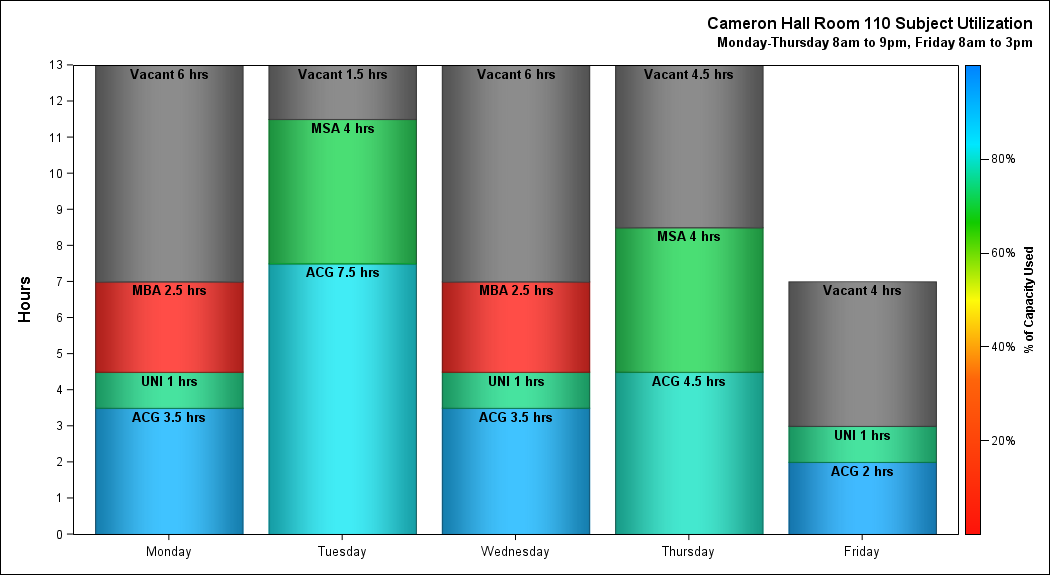 Cameron Hall Room 110 Subject Utilization
Monday-Thursday 8am to 9pm, Friday 8am to 3pm
Hours
13
12
11
10
9
8
7
6
5
4
3
2
1
0
Vacant 6 hrs
MBA 2.5 hrs
UNI 1 hrs
ACG 3.5 hrs
Vacant 1.5 hrs
MSA 4 hrs
ACG 7.5 hrs
Vacant 6 hrs
MBA 2.5 hrs
UNI 1 hrs
ACG 3.5 hrs
Vacant 4.5 hrs
MSA 4 hrs
ACG 4.5 hrs
Vacant 4 hrs
UNI 1 hrs
ACG 2 hrs
Monday
Tuesday
Wednesday
Thursday
Friday
80%
60%
40%
20%
% of Capacity Used